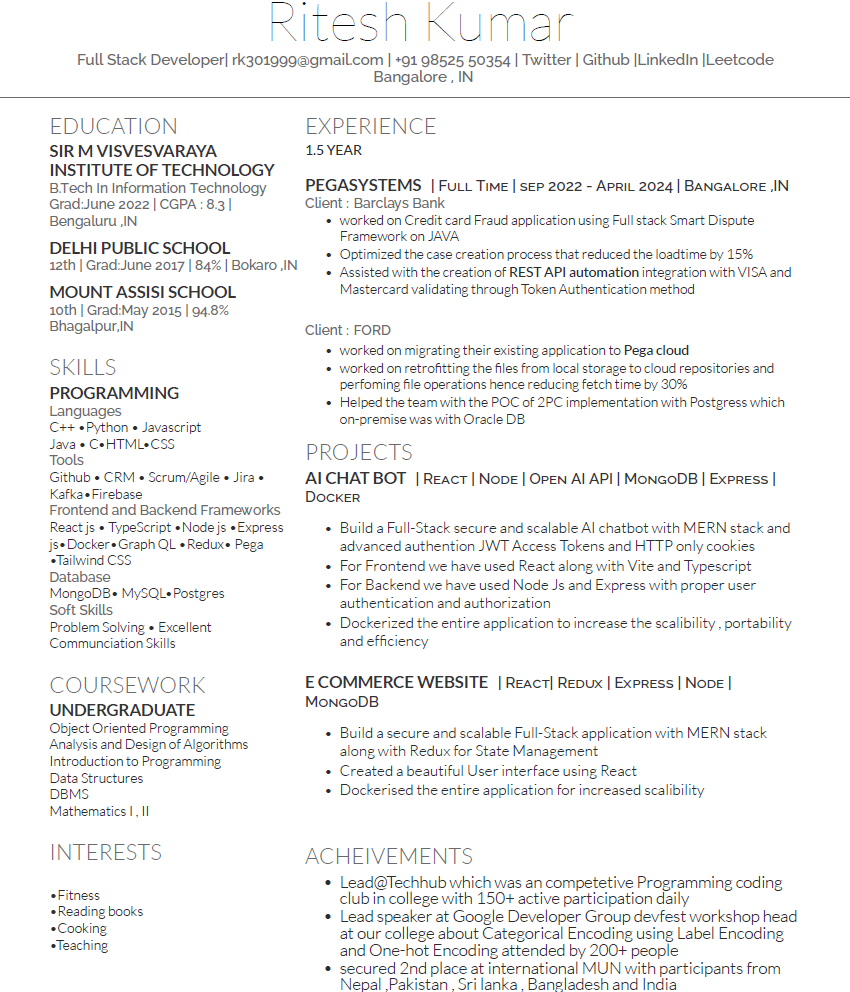 Ritesh Kumar
Full Stack Developer| rk301999@gmail.com | +91 98525 50354 | Twitter | Github |LinkedIn |Leetcode
Bangalore , IN
EDUCATION
SIR M VISVESVARAYA
INSTITUTE OF TECHNOLOGY
B.Tech In Information Technology
Grad:June 2022 | CGPA : 8.3 |
Bengaluru ,IN
DELHI PUBLIC SCHOOL
12th | Grad:June 2017 | 84% | Bokaro ,IN
MOUNT ASSISI SCHOOL
10th | Grad:May 2015 | 94.8%
Bhagalpur,IN
SKILLS
PROGRAMMING
Languages
C++ •Python • Javascript
Java • C•HTML•CSS
Tools
Github • CRM • Scrum/Agile • Jira •
Kafka•Firebase
Frontend and Backend Frameworks
React js • TypeScript •Node js •Express
js•Docker•Graph QL •Redux• Pega
•Tailwind CSS
Database
MongoDB• MySQL•Postgres
Soft Skills
Problem Solving • Excellent
Communciation Skills
COURSEWORK
UNDERGRADUATE
Object Oriented Programming
Analysis and Design of Algorithms
Introduction to Programming
Data Structures
DBMS
Mathematics I , II
INTERESTS
•Fitness
•Reading books
•Cooking
•Teaching
EXPERIENCE
1.5 YEAR
PEGASYSTEMS | Full Time | sep 2022 - April 2024 | Bangalore ,IN
Client : Barclays Bank
• worked on Credit card Fraud application using Full stack Smart Dispute
Framework on JAVA
• Optimized the case creation process that reduced the loadtime by 15%
• Assisted with the creation of REST API automation integration with VISA and
Mastercard validating through Token Authentication method
Client : FORD
• worked on migrating their existing application to Pega cloud
• worked on retrofitting the files from local storage to cloud repositories and
perfoming file operations hence reducing fetch time by 30%
• Helped the team with the POC of 2PC implementation with Postgress which
on-premise was with Oracle DB
PROJECTS
AI CHAT BOT | React | Node | Open AI API | MongoDB | Express |
Docker
• Build a Full-Stack secure and scalable AI chatbot with MERN stack and
advanced authention JWT Access Tokens and HTTP only cookies
• For Frontend we have used React along with Vite and Typescript
• For Backend we have used Node Js and Express with proper user
authentication and authorization
• Dockerized the entire application to increase the scalibility , portability
and efficiency
E COMMERCE WEBSITE | React| Redux | Express | Node |
MongoDB
• Build a secure and scalable Full-Stack application with MERN stack
along with Redux for State Management
• Created a beautiful User interface using React
• Dockerised the entire application for increased scalibility
ACHEIVEMENTS
• Lead@Techhub which was an competetive Programming coding
club in college with 150+ active participation daily
• Lead speaker at Google Developer Group devfest workshop head
at our college about Categorical Encoding using Label Encoding
and One-hot Encoding attended by 200+ people
• secured 2nd place at international MUN with participants from
Nepal ,Pakistan , Sri lanka , Bangladesh and India